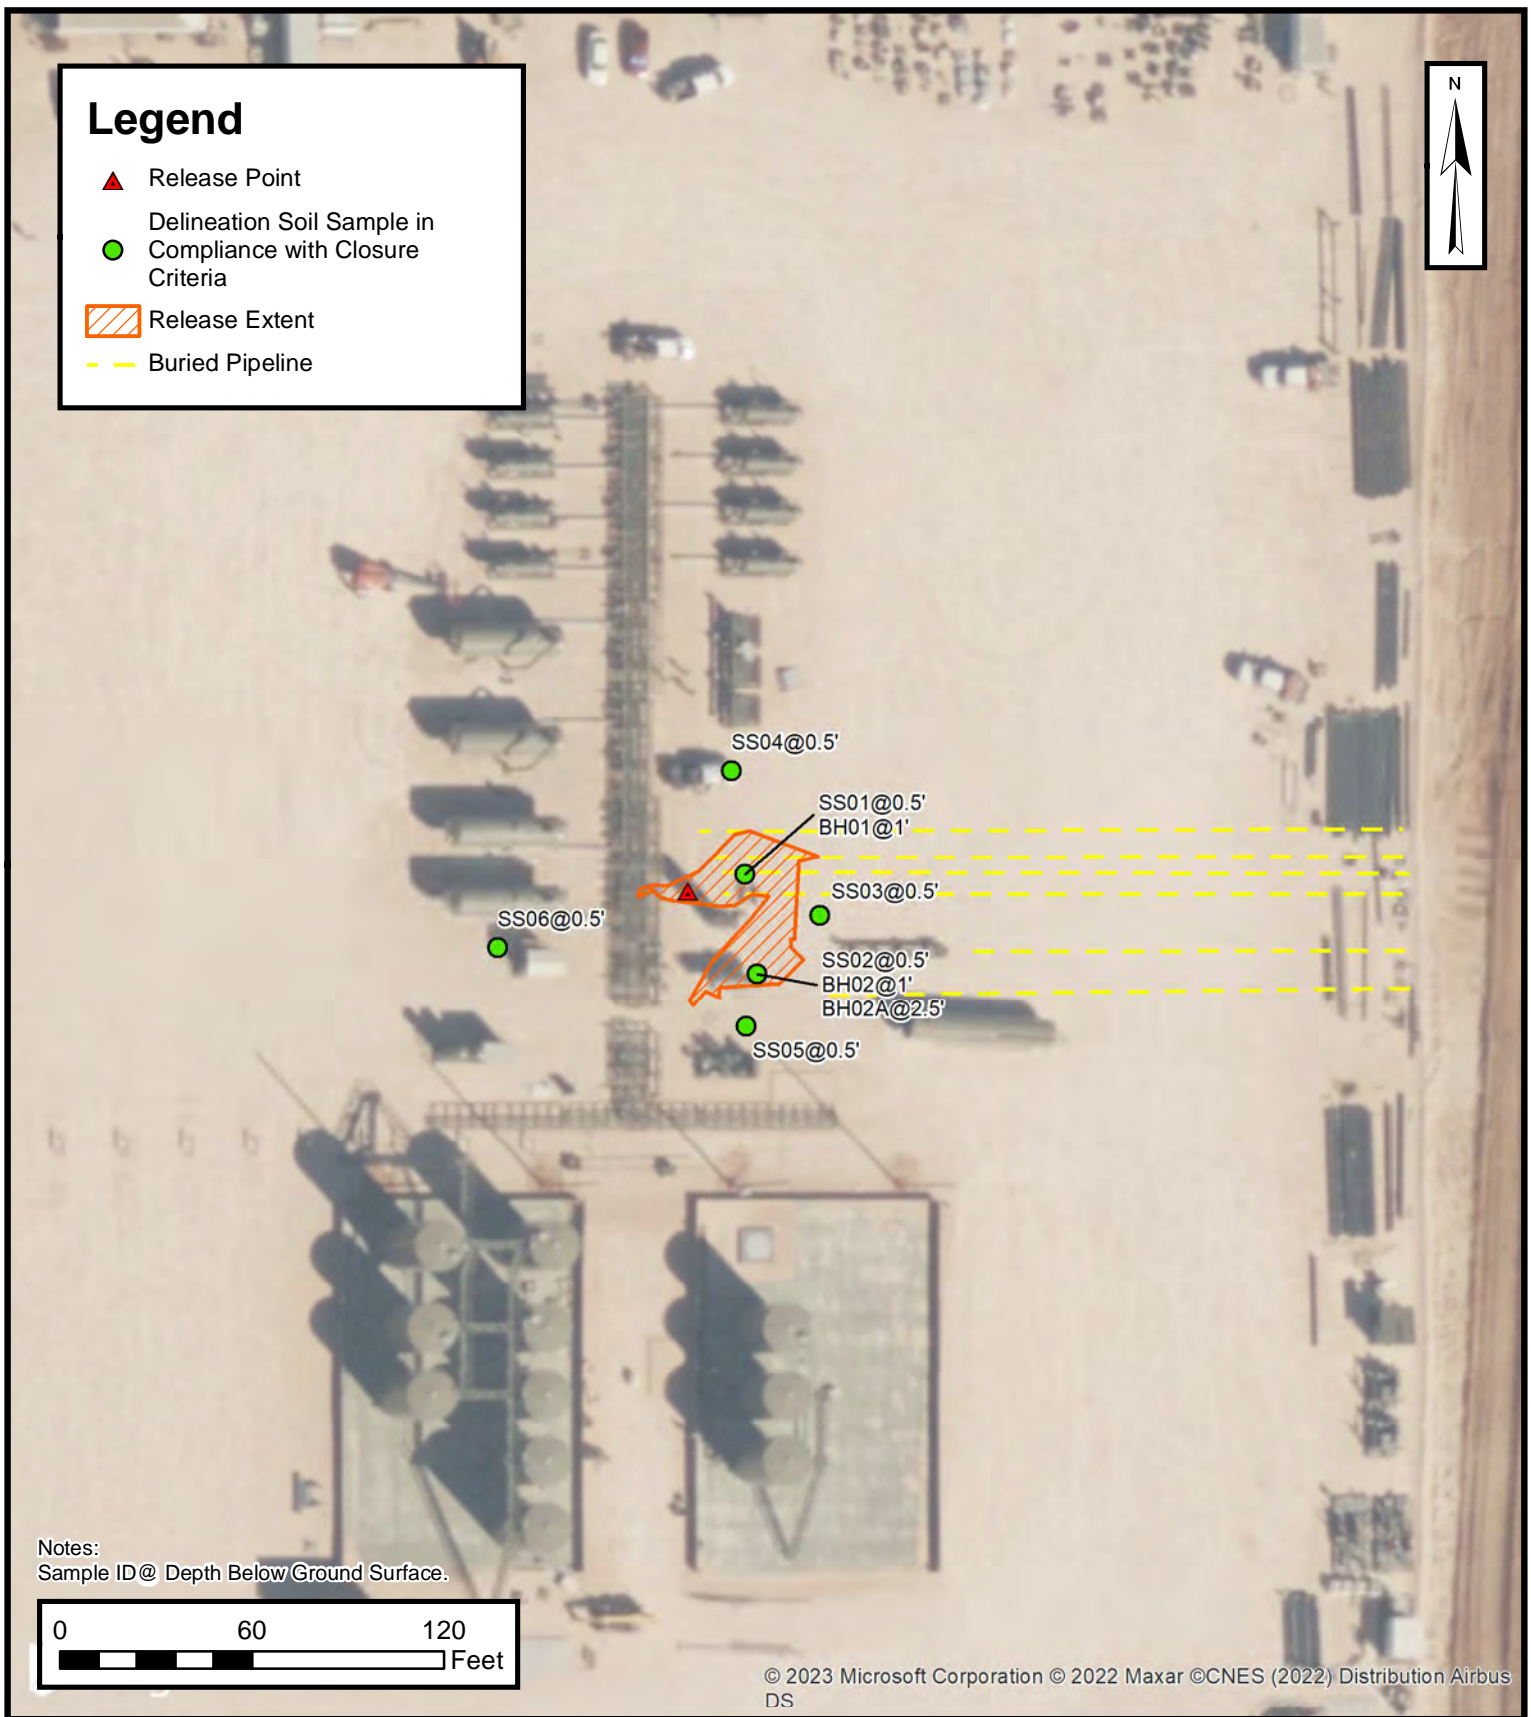 Legend
Release Point
Delineation Soil Sample in
Compliance with Closure
Criteria
Release Extent
Buried Pipeline
N
SS04@0.5'
SS01@0.5'
BH01@1'
SS03@0.5'
SS06@0.5'
SS02@0.5'
BH02@1'
BH02A@2.5'
SS05@0.5'
Notes:
Sample ID@ Depth Below Ground Surface.
0 60 120
Feet
© 2023 Microsoft Corporation © 2022 Maxar ©CNES (2022) Distribution Airbus
DS